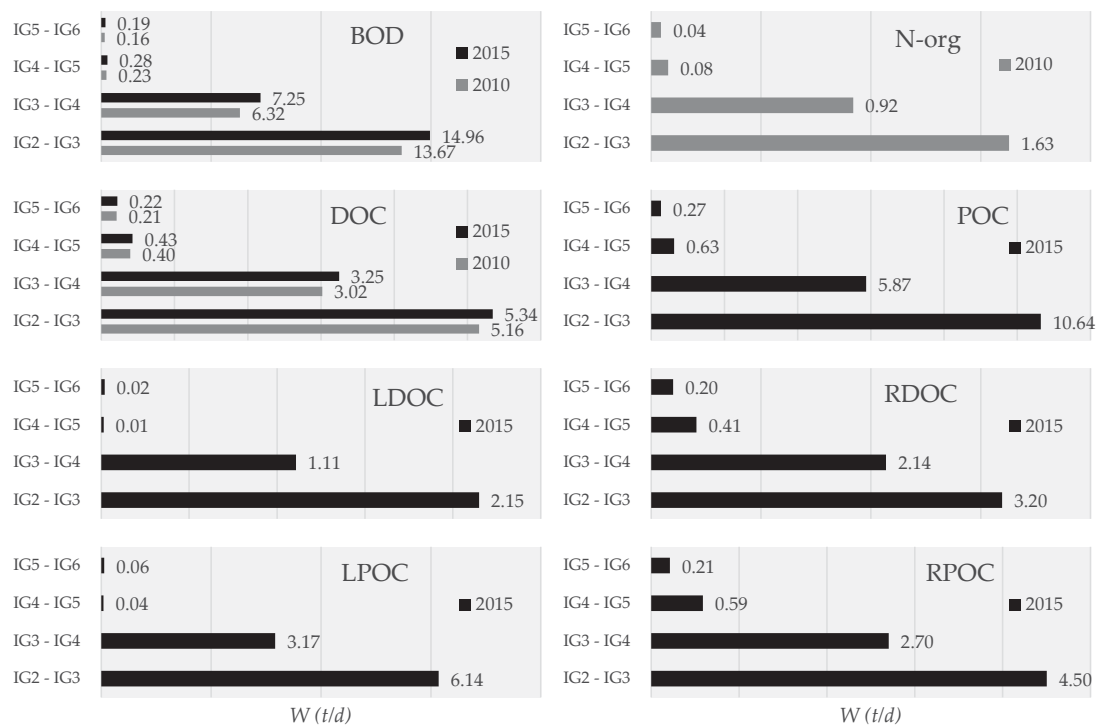 BOD
IG5 - IG6 0.19
0.16
IG4 - IG5 0.28
0.23
IG3 - IG4 7.25
6.32
IG2 - IG3 14.96
13.67
2015
2010
N-org
IG5 - IG6 0.04
IG4 - IG5 0.08
IG3 - IG4 0.92
IG2 - IG3 1.63
2010
DOC
IG5 - IG6 0.22
0.21
IG4 - IG5 0.43
0.40
IG3 - IG4 3.25
3.02
IG2 - IG3 5.34
5.16
2015
2010
POC
IG5 - IG6 0.27
IG4 - IG5 0.63
IG3 - IG4 5.87
IG2 - IG3 10.64
2015
LDOC
IG5 - IG6 0.02
IG4 - IG5 0.01
IG3 - IG4 1.11
IG2 - IG3 2.15
2015
RDOC
IG5 - IG6 0.20
IG4 - IG5 0.41
IG3 - IG4 2.14
IG2 - IG3 3.20
2015
LPOC
IG5 - IG6 0.06
IG4 - IG5 0.04
IG3 - IG4 3.17
IG2 - IG3 6.14
2015
W (t/d)
RPOC
IG5 - IG6 0.21
IG4 - IG5 0.59
IG3 - IG4 2.70
IG2 - IG3 4.50
2015
W (t/d)